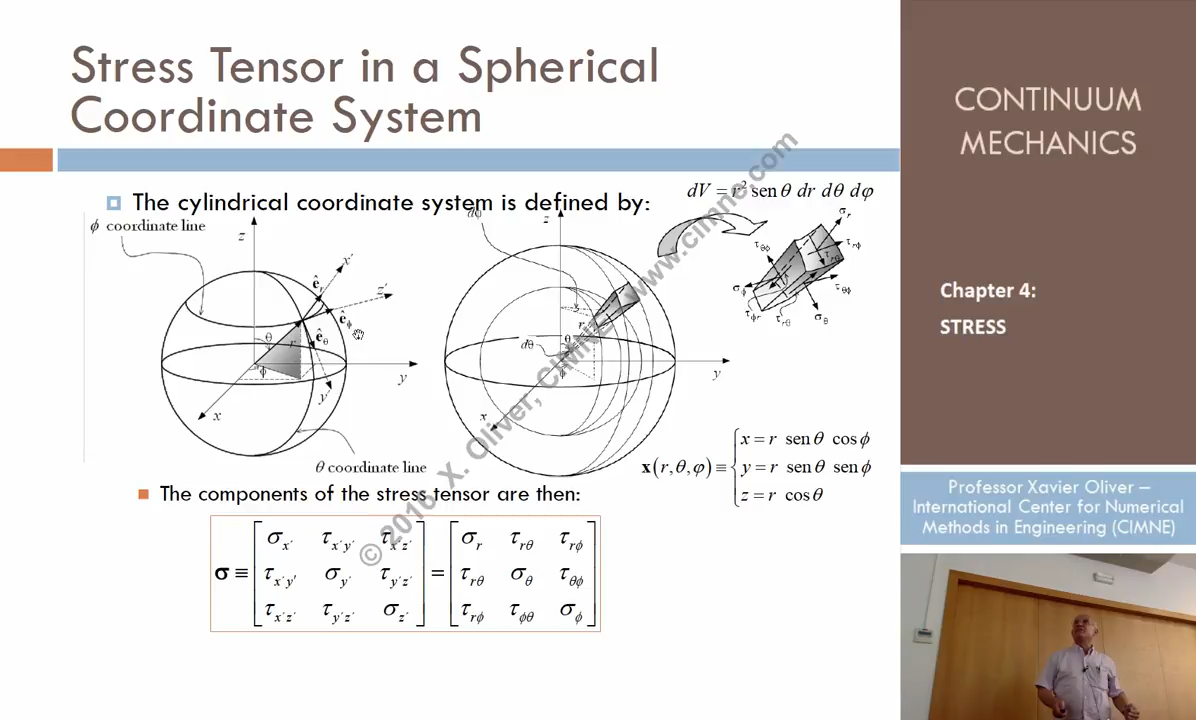 Stress Tensor in a Spherical
Coordinate System
The cylindrical coordinate system is defined by:
dV = r² sen θ dr dθ dφ
ϕ coordinate line
z
x'
ê_r
z'
ê_ϕ
ê_θ
θ
r
ϕ
y
x
y'
θ coordinate line
dϕ
z
r
θ
dθ
ϕ
y
x
σ_r
τ_rϕ
τ_rθ
τ_θϕ
σ_ϕ
τ_θϕ
τ_ϕr
τ_rθ
σ_θ
x(r,θ,φ) ≡ { x = r sen θ cos ϕ
y = r sen θ sen ϕ
z = r cos θ
The components of the stress tensor are then:
σ ≡ [ σ_x' τ_x'y' τ_x'z' ] = [ σ_r τ_rθ τ_rϕ ]
[ τ_x'y' σ_y' τ_y'z' ] [ τ_rθ σ_θ τ_θϕ ]
[ τ_x'z' τ_y'z' σ_z' ] [ τ_rϕ τ_ϕθ σ_ϕ ]
© 2016 X. Oliver, CIMNE www.cimne.com
CONTINUUM
MECHANICS
Chapter 4:
STRESS
Professor Xavier Oliver –
International Center for Numerical
Methods in Engineering (CIMNE)